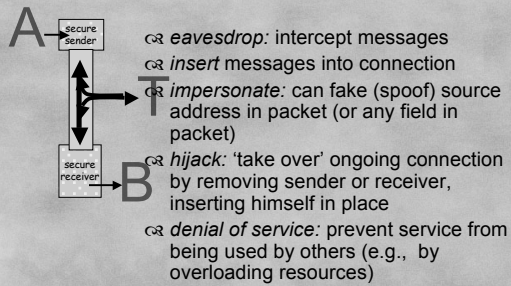 A
secure
sender
T
secure
receiver
B
eavesdrop: intercept messages
insert messages into connection
impersonate: can fake (spoof) source
address in packet (or any field in
packet)
hijack: ‘take over’ ongoing connection
by removing sender or receiver,
inserting himself in place
denial of service: prevent service from
being used by others (e.g., by
overloading resources)